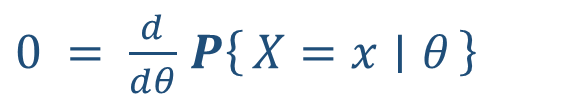 0 = d/dθ P{ X = x | θ }